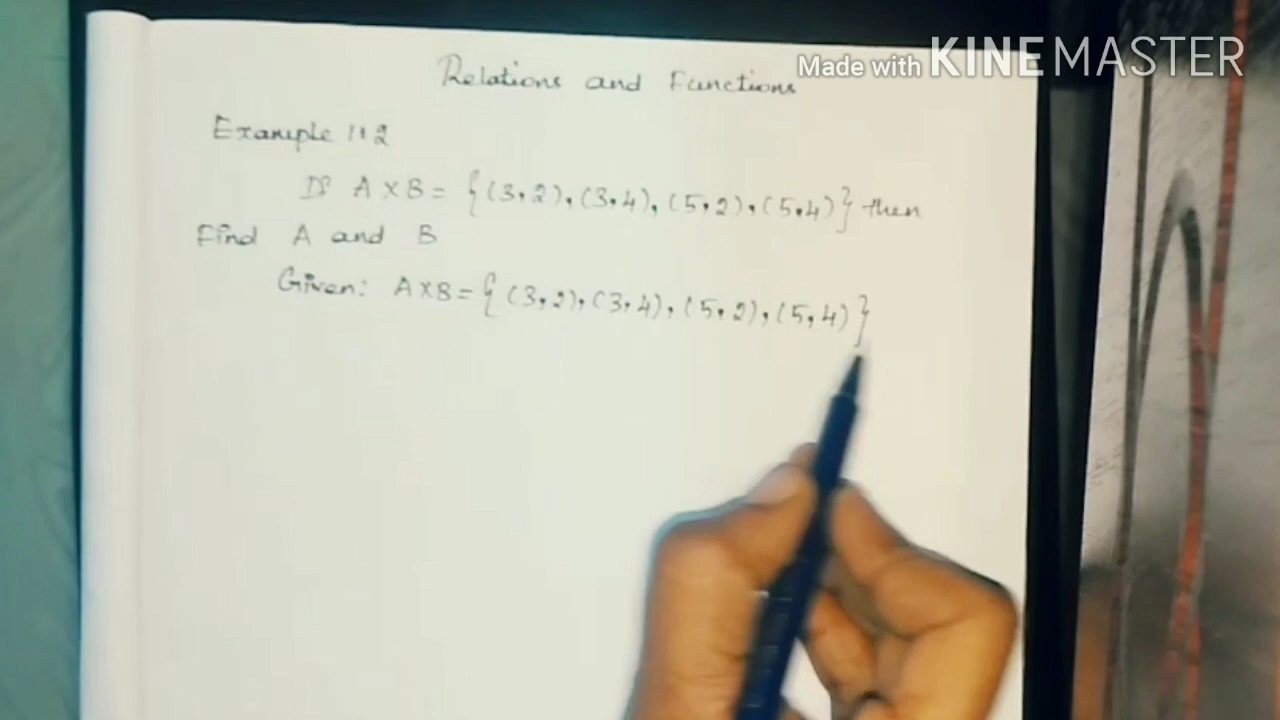 Made with KINEMASTER
Relations and Functions
Example 1.2
If A X B = {(3,2),(3,4),(5,2),(5,4)} then
find A and B
Given: A X B = {(3,2),(3,4),(5,2),(5,4)}